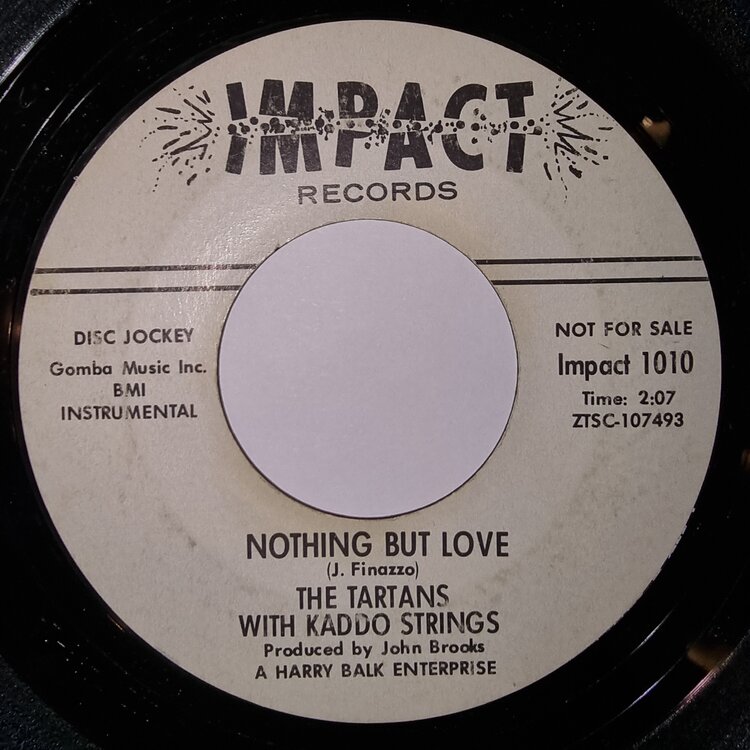 IMPACT
RECORDS
DISC JOCKEY
Gomba Music Inc.
BMI
INSTRUMENTAL
NOT FOR SALE
Impact 1010
Time: 2:07
ZTSC-107493
NOTHING BUT LOVE
(J. Finazzo)
THE TARTANS
WITH KADDO STRINGS
Produced by John Brooks
A HARRY BALK ENTERPRISE